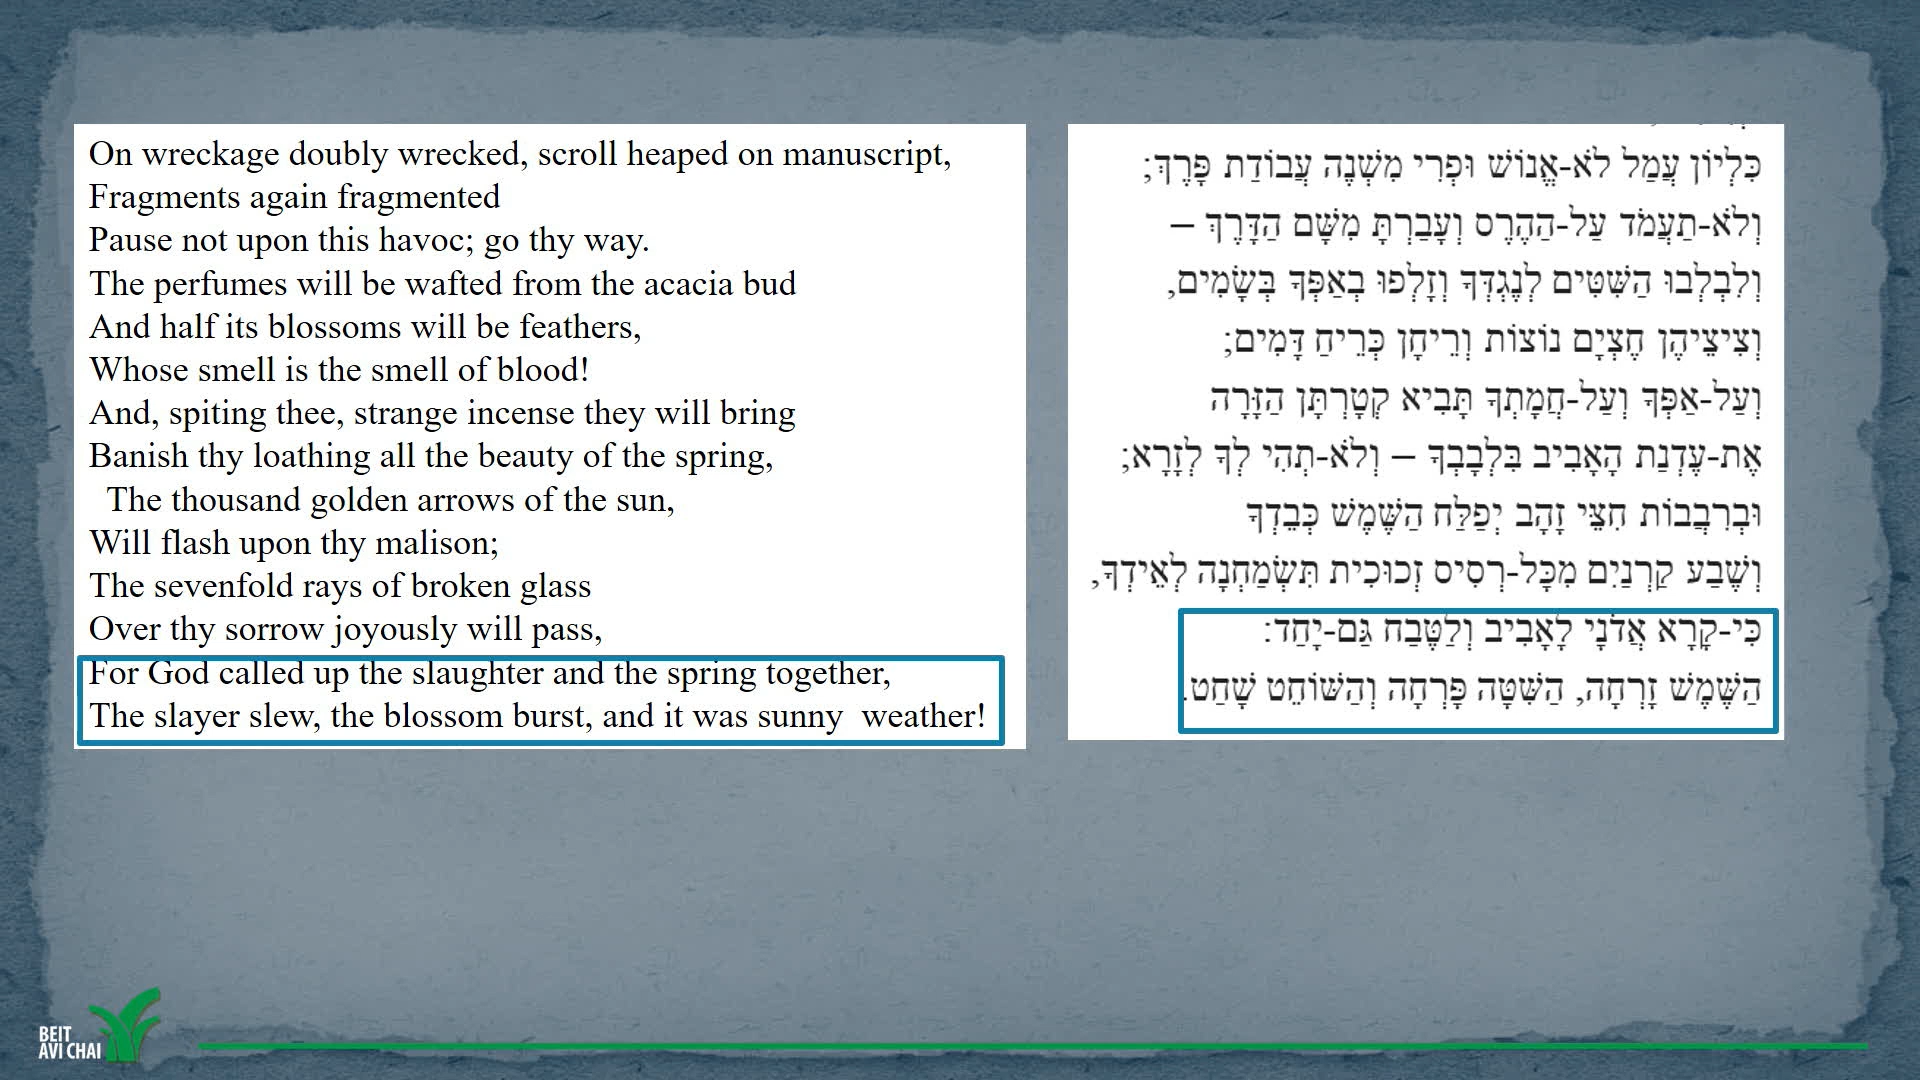 On wreckage doubly wrecked, scroll heaped on manuscript,
Fragments again fragmented
Pause not upon this havoc; go thy way.
The perfumes will be wafted from the acacia bud
And half its blossoms will be feathers,
Whose smell is the smell of blood!
And, spiting thee, strange incense they will bring
Banish thy loathing all the beauty of the spring,
The thousand golden arrows of the sun,
Will flash upon thy malison;
The sevenfold rays of broken glass
Over thy sorrow joyously will pass,
For God called up the slaughter and the spring together,
The slayer slew, the blossom burst, and it was sunny weather!
כִּלְיוֹן עֲמַל לֹא-אֱנוֹשׁ וּפְרִי מִשְׁנֶה עֲבוֹדַת פָּרֶךְ;
וְלֹא-תַעֲמֹד עַל-הַהֶרֶס וְעָבַרְתָּ מִשָּׁם הַדָּרֶךְ –
וְלִבְלְבוּ הַשִּׁטִּים לְנֶגְדְּךָ וְזָלְפוּ בְאַפְּךָ בְּשָׂמִים,
וְצִיצֵיהֶן חֶצְיָם נוֹצוֹת וְרֵיחָן כְּרֵיחַ דָּמִים;
וְעַל-אַפְּךָ וְעַל-חֲמָתְךָ תָּבִיא קְטָרְתָּן הַזָּרָה
אֶת-עֶדְנַת הָאָבִיב בִּלְבָבְךָ – וְלֹא-תְהִי לְךָ לְזָרָא;
וּבְרִבֲבוֹת חִצֵּי זָהָב יְפַלַּח הַשֶּׁמֶשׁ כְּבֵדְךָ
וְשֶׁבַע קַרְנַיִם מִכָּל-רְסִיס זְכוּכִית תִּשְׂמַחְנָה לְאֵידְךָ,
כִּי-קָרָא אֲדֹנָי לָאָבִיב וְלַטֶּבַח גַּם-יָחַד:
הַשֶּׁמֶשׁ זָרְחָה, הַשִּׁטָּה פָּרְחָה וְהַשּׁוֹחֵט שָׁחַט.
BEIT
AVI CHAI